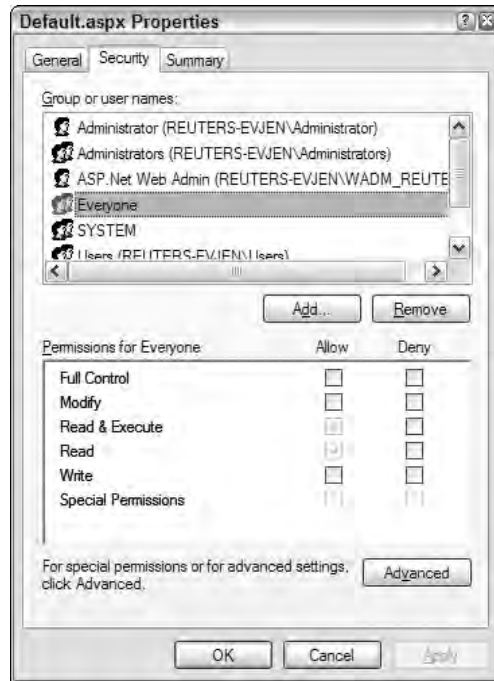 Default.aspx Properties
General Security Summary
Group or user names:
Administrator (REUTERS-EVJEN\Administrator)
Administrators (REUTERS-EVJEN\Administrators)
ASP.Net Web Admin (REUTERS-EVJEN\WADM_REUTE
Everyone
SYSTEM
Users (REUTERS-EVJEN\Users)
Add... Remove
Permissions for Everyone Allow Deny
Full Control
Modify
Read & Execute
Read
Write
Special Permissions
For special permissions or for advanced settings, click Advanced.
Advanced
OK Cancel Apply